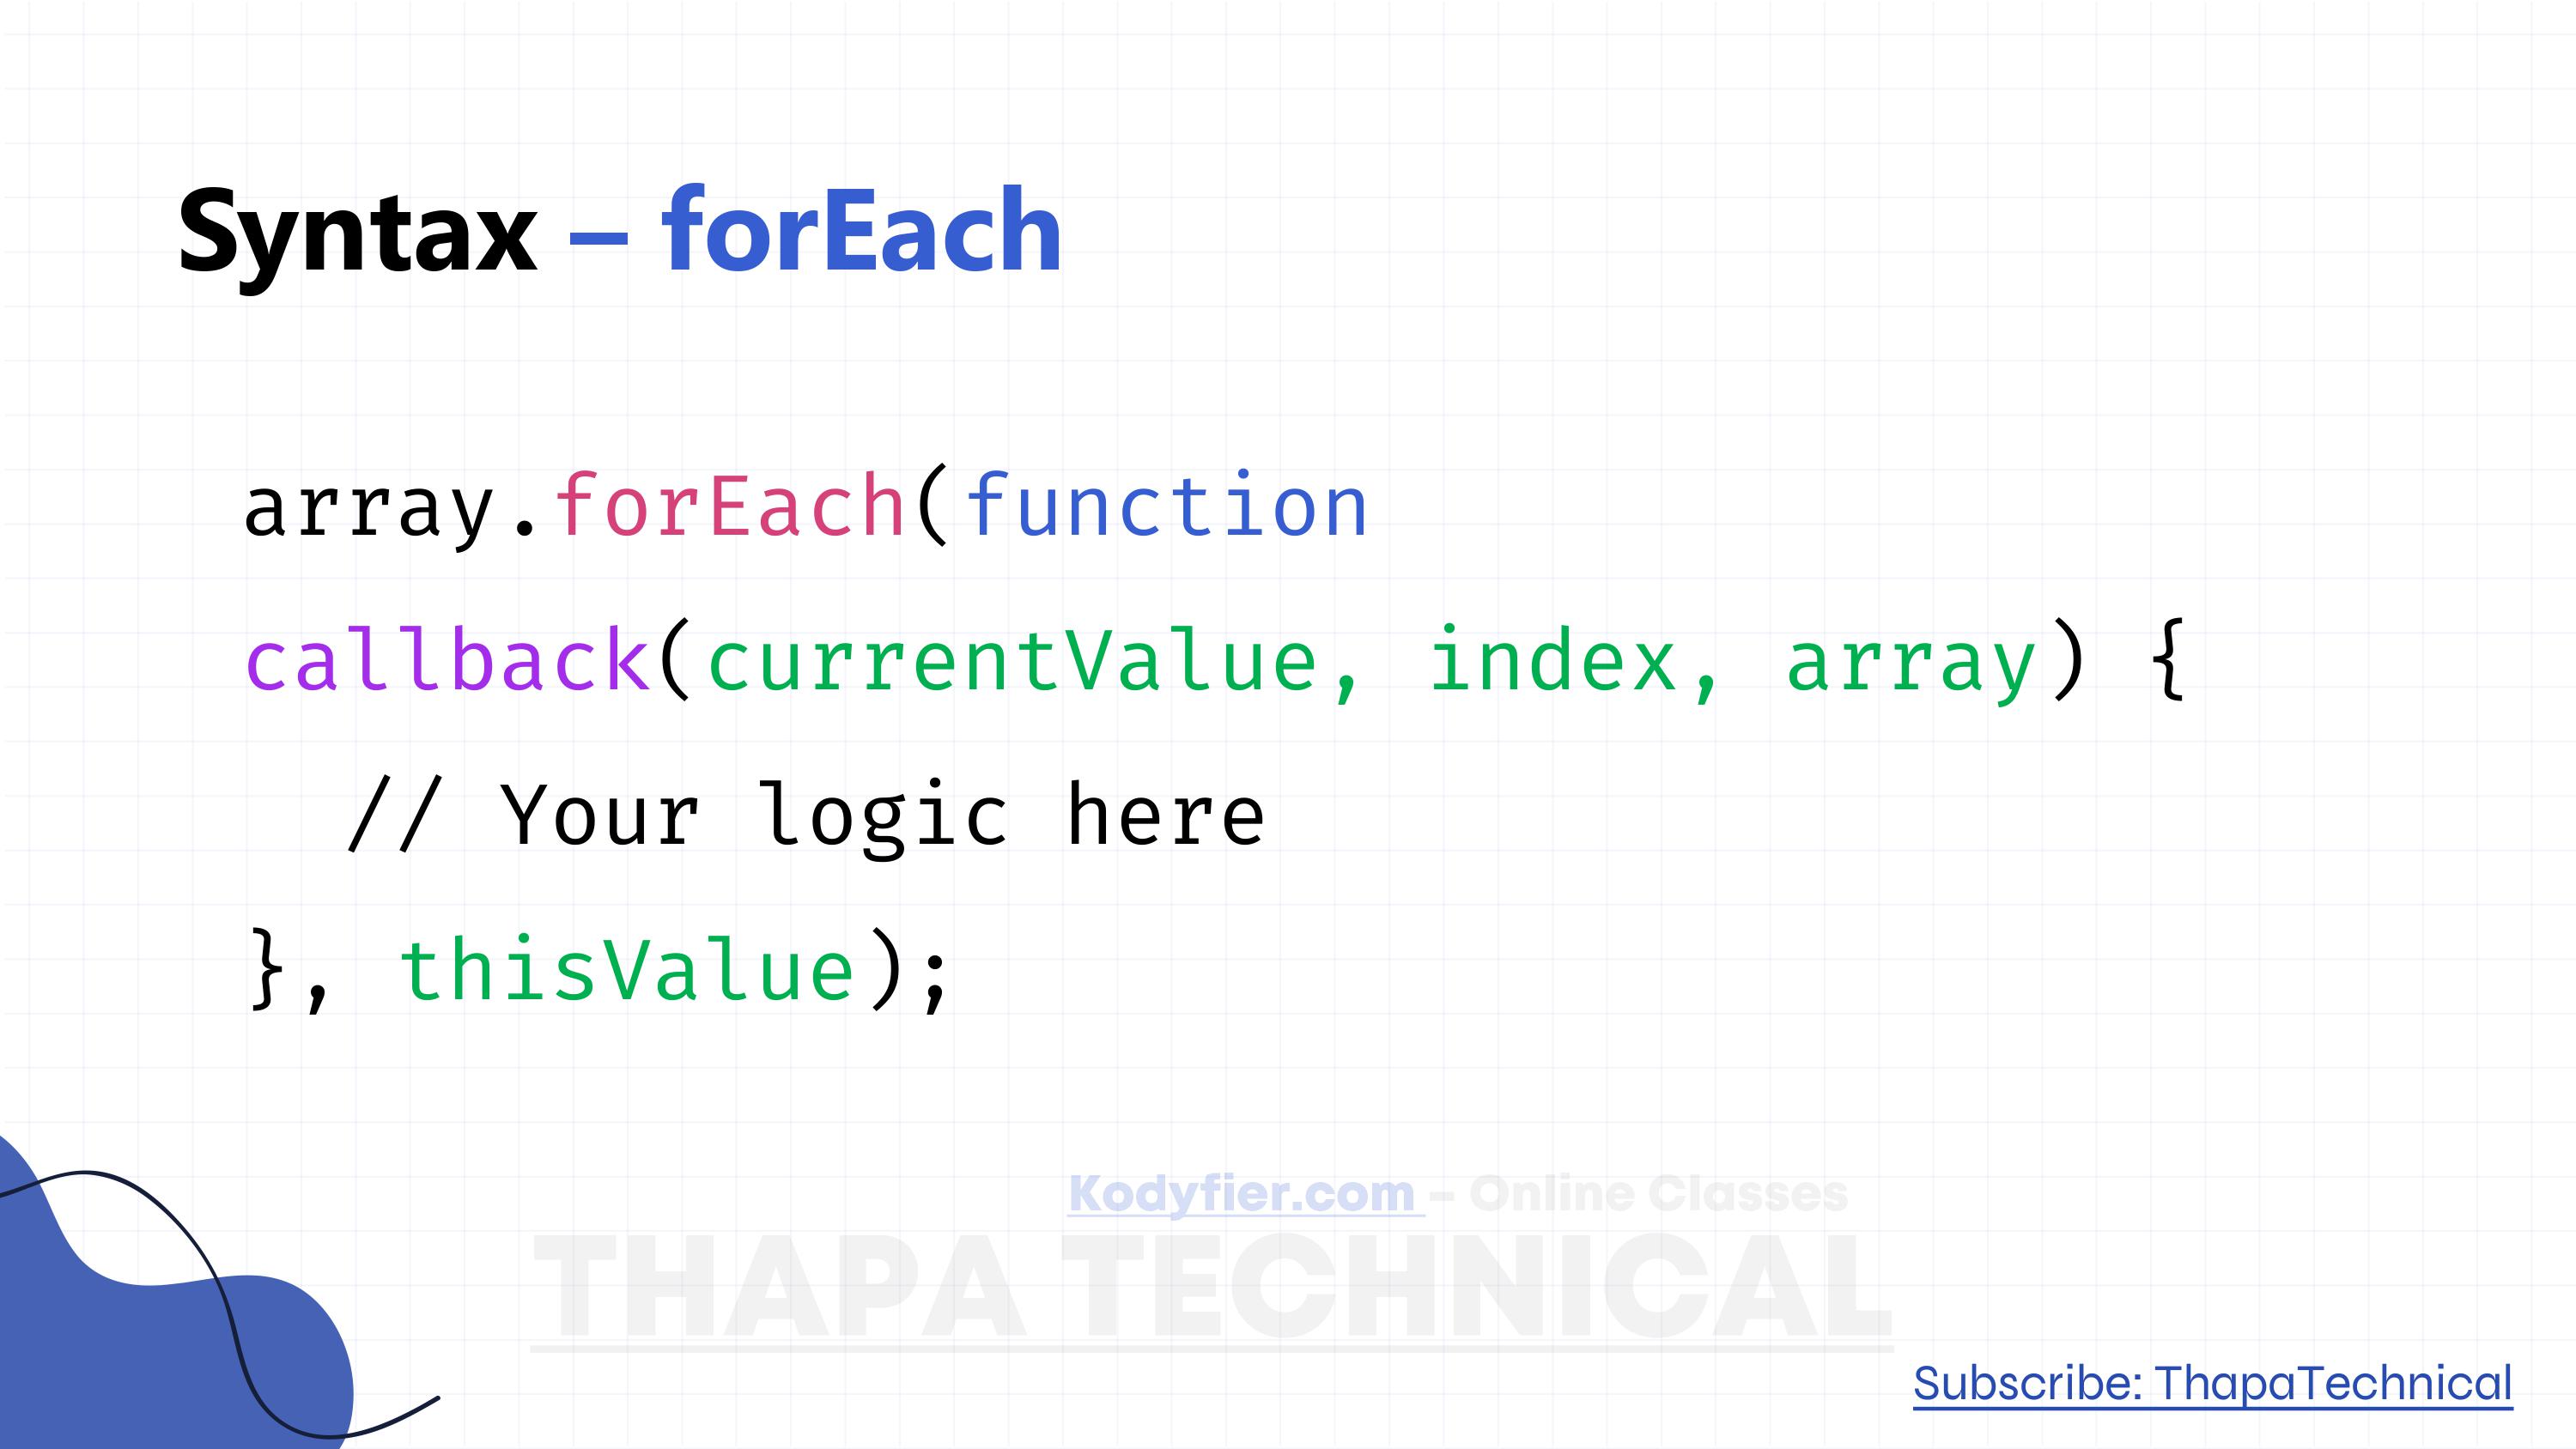 Syntax – forEach
array.forEach(function
callback(currentValue, index, array) {
// Your logic here
}, thisValue);
Kodyfier.com – Online Classes
THAPA TECHNICAL
Subscribe: ThapaTechnical